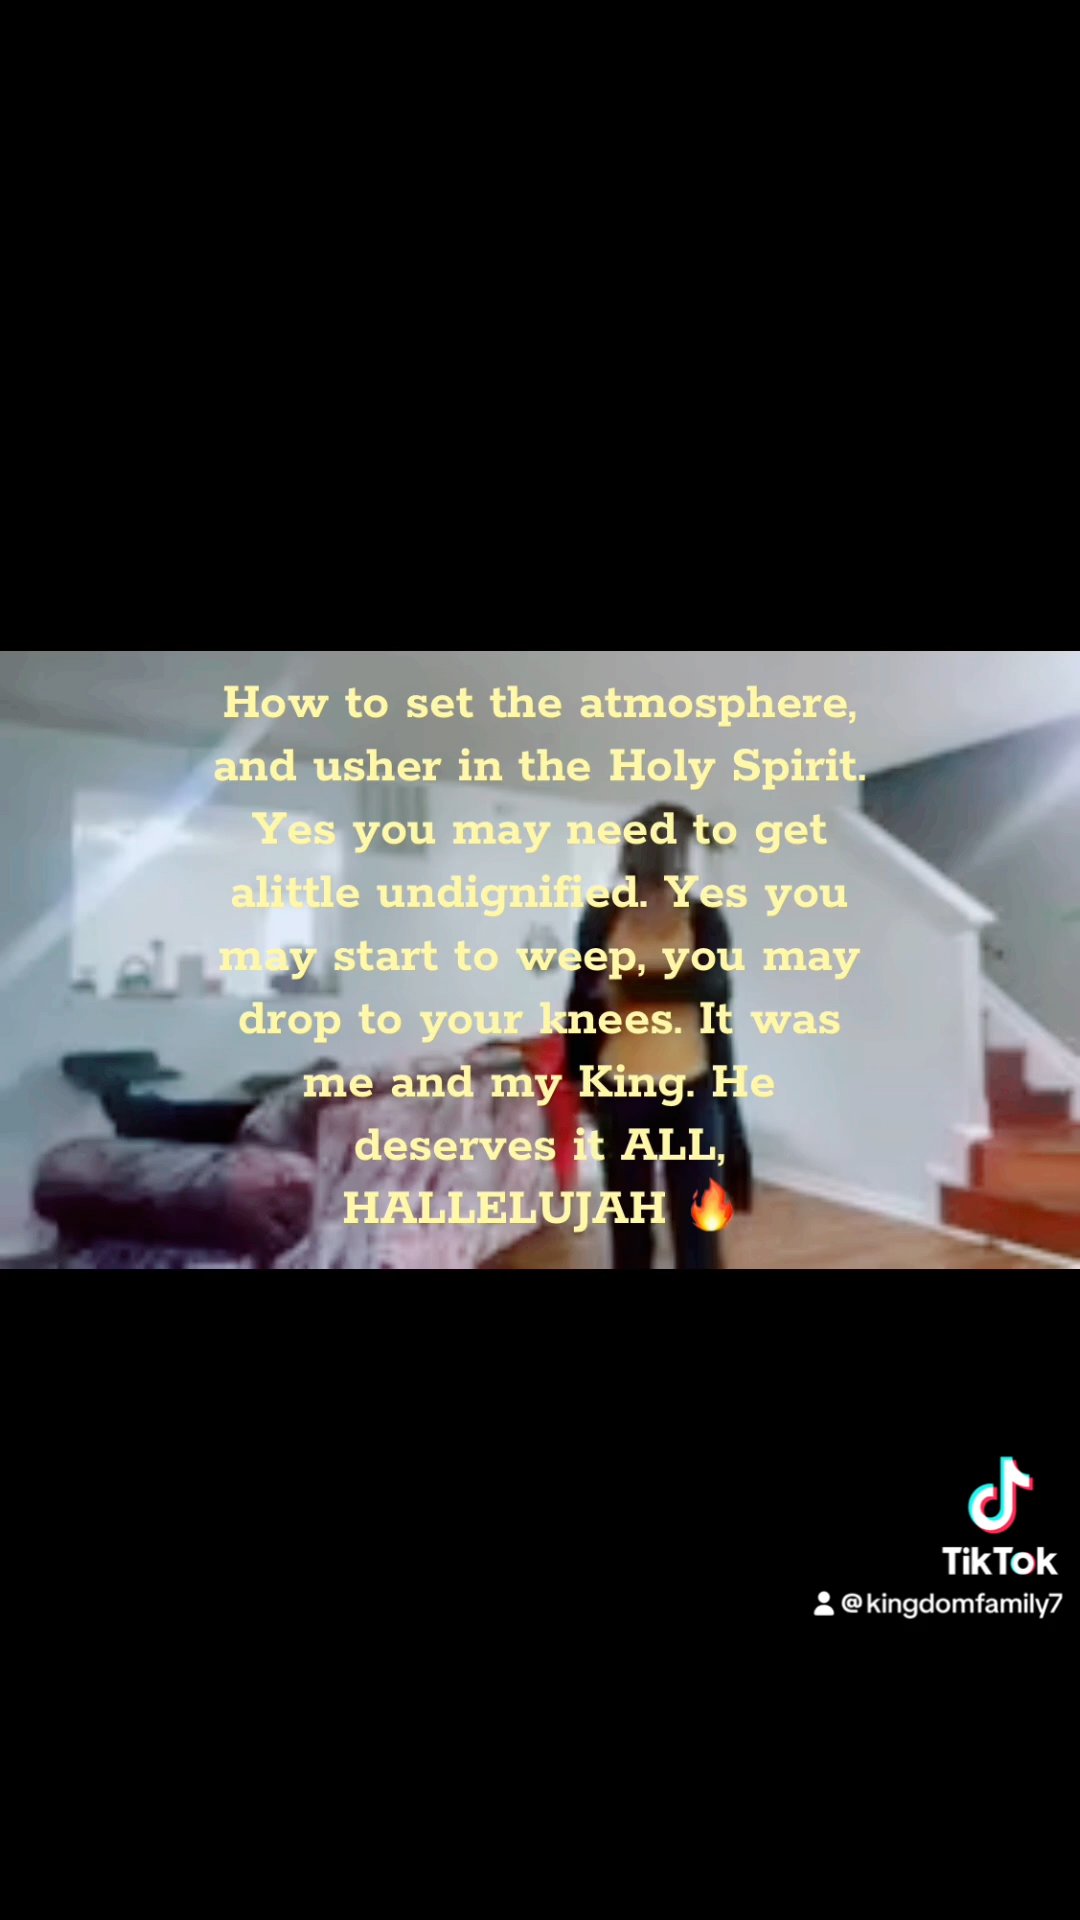 How to set the atmosphere,
and usher in the Holy Spirit.
Yes you may need to get
alittle undignified. Yes you
may start to weep, you may
drop to your knees. It was
me and my King. He
deserves it ALL,
HALLELUJAH 🔥
TikTok
@kingdomfamily7